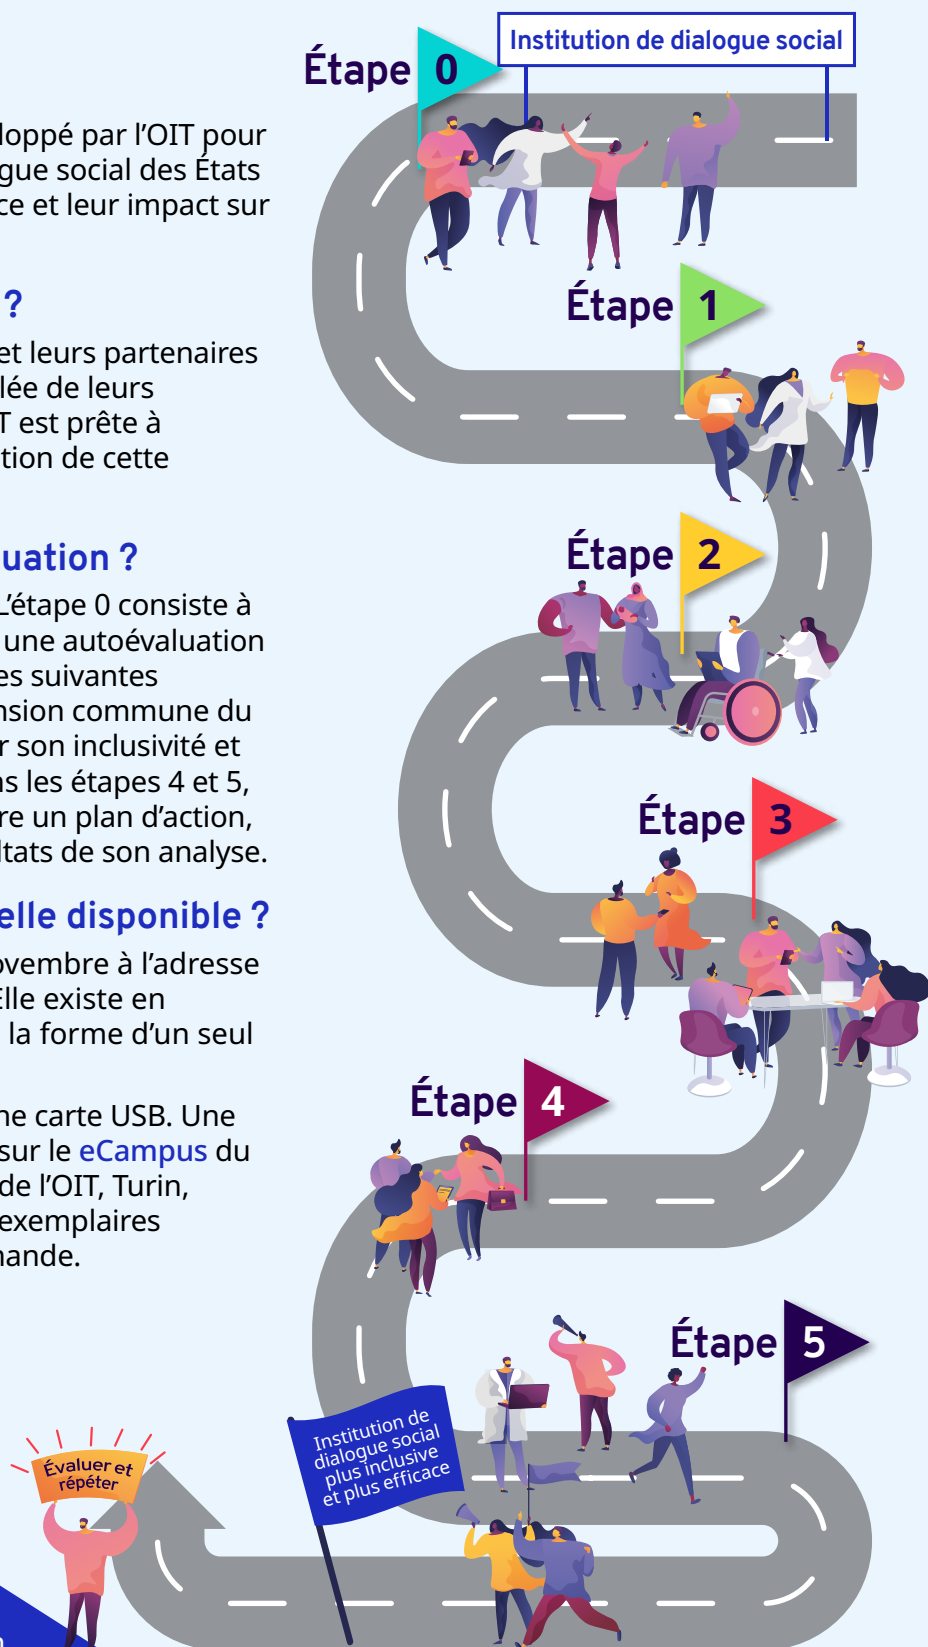 Institution de dialogue social
Étape 0
loppé par l’OIT pour
gue social des États
ce et leur impact sur
?
et leurs partenaires
lée de leurs
T est prête à
tion de cette
uation ?
L’étape 0 consiste à
une autoévaluation
es suivantes
nsion commune du
r son inclusivité et
ns les étapes 4 et 5,
re un plan d’action,
ltats de son analyse.
elle disponible ?
ovembre à l’adresse
Elle existe en
la forme d’un seul
ne carte USB. Une
sur le eCampus du
de l’OIT, Turin,
exemplaires
nande.
Étape 1
Étape 2
Étape 3
Étape 4
Étape 5
Institution de
dialogue social
plus inclusive
et plus efficace
Évaluer et
répéter